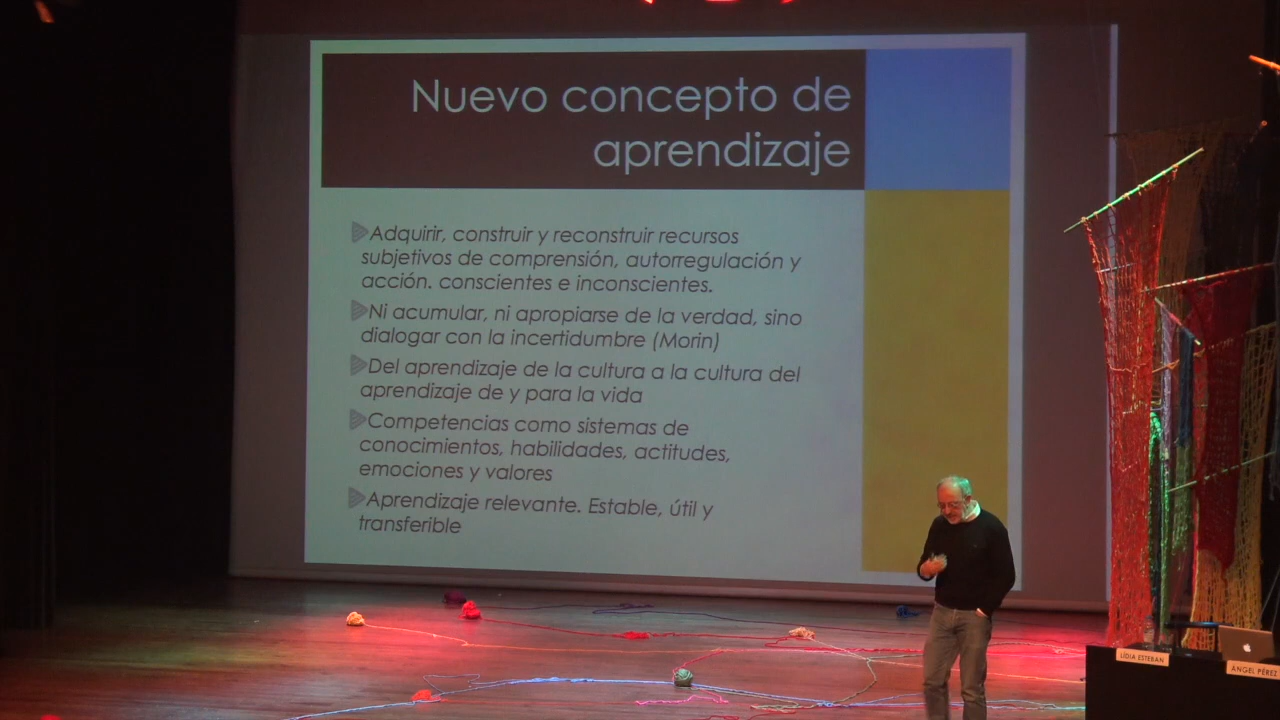 Nuevo concepto de
aprendizaje
Adquirir, construir y reconstruir recursos
subjetivos de comprensión, autorregulación y
acción. conscientes e inconscientes.
Ni acumular, ni apropiarse de la verdad, sino
dialogar con la incertidumbre (Morin)
Del aprendizaje de la cultura a la cultura del
aprendizaje de y para la vida
Competencias como sistemas de
conocimientos, habilidades, actitudes,
emociones y valores
Aprendizaje relevante. Estable, útil y
transferible
LÍDIA ESTEBAN
ÁNGEL PÉREZ